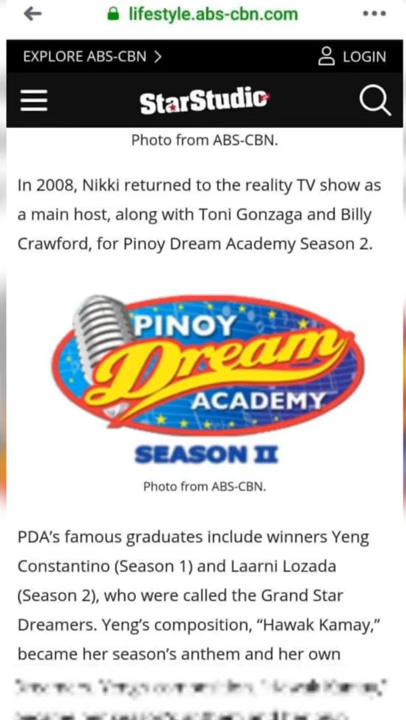 lifestyle.abs-cbn.com
EXPLORE ABS-CBN
LOGIN
StarStudio
Photo from ABS-CBN.
In 2008, Nikki returned to the reality TV show as
a main host, along with Toni Gonzaga and Billy
Crawford, for Pinoy Dream Academy Season 2.
PINOY
Dream
ACADEMY
SEASON II
Photo from ABS-CBN.
PDA's famous graduates include winners Yeng
Constantino (Season 1) and Laarni Lozada
(Season 2), who were called the Grand Star
Dreamers. Yeng's composition, “Hawak Kamay,”
became her season's anthem and her own